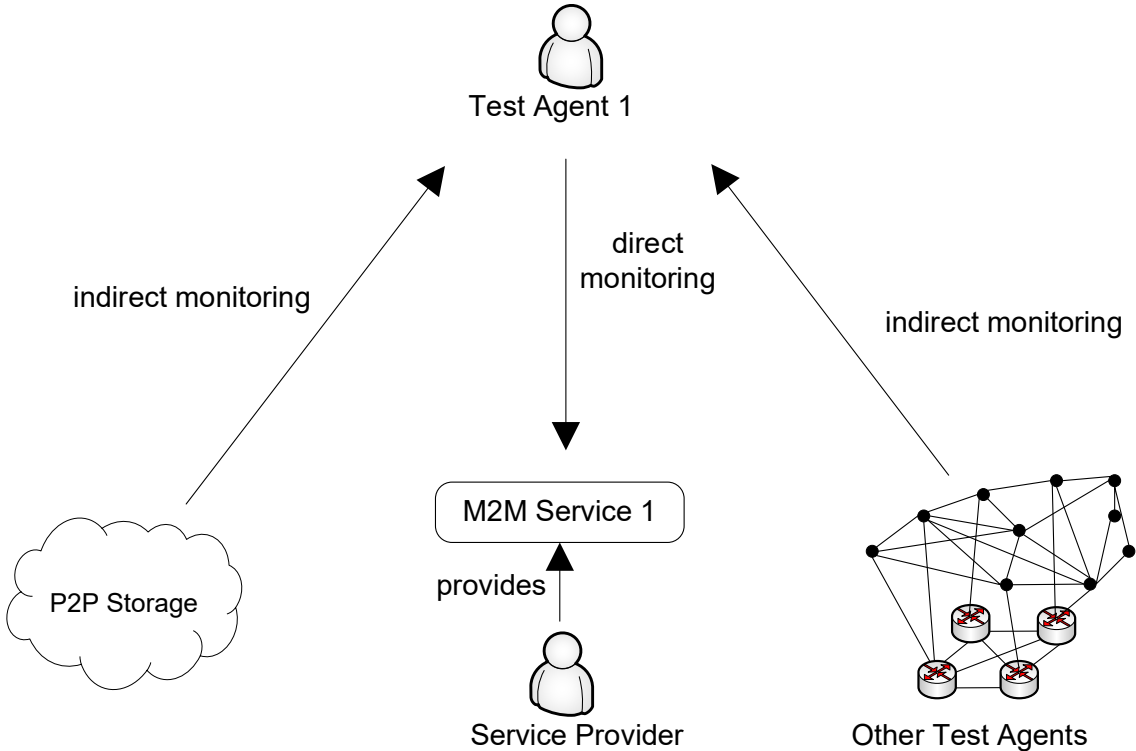 Test Agent 1
direct
monitoring
indirect monitoring
indirect monitoring
M2M Service 1
provides
P2P Storage
Service Provider
Other Test Agents